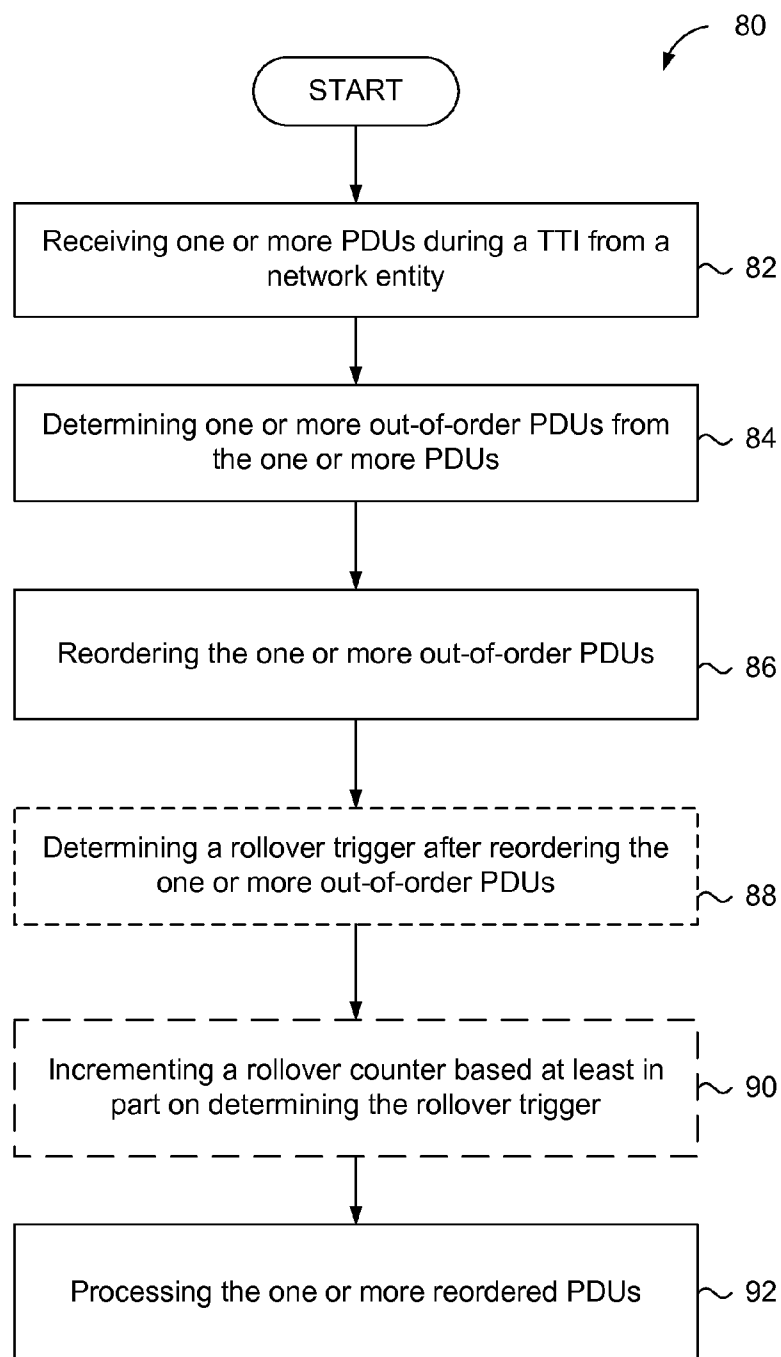 80
START
Receiving one or more PDUs during a TTI from a
network entity
82
Determining one or more out-of-order PDUs from
the one or more PDUs
84
Reordering the one or more out-of-order PDUs
86
Determining a rollover trigger after reordering the
one or more out-of-order PDUs
88
Incrementing a rollover counter based at least in
part on determining the rollover trigger
90
Processing the one or more reordered PDUs
92